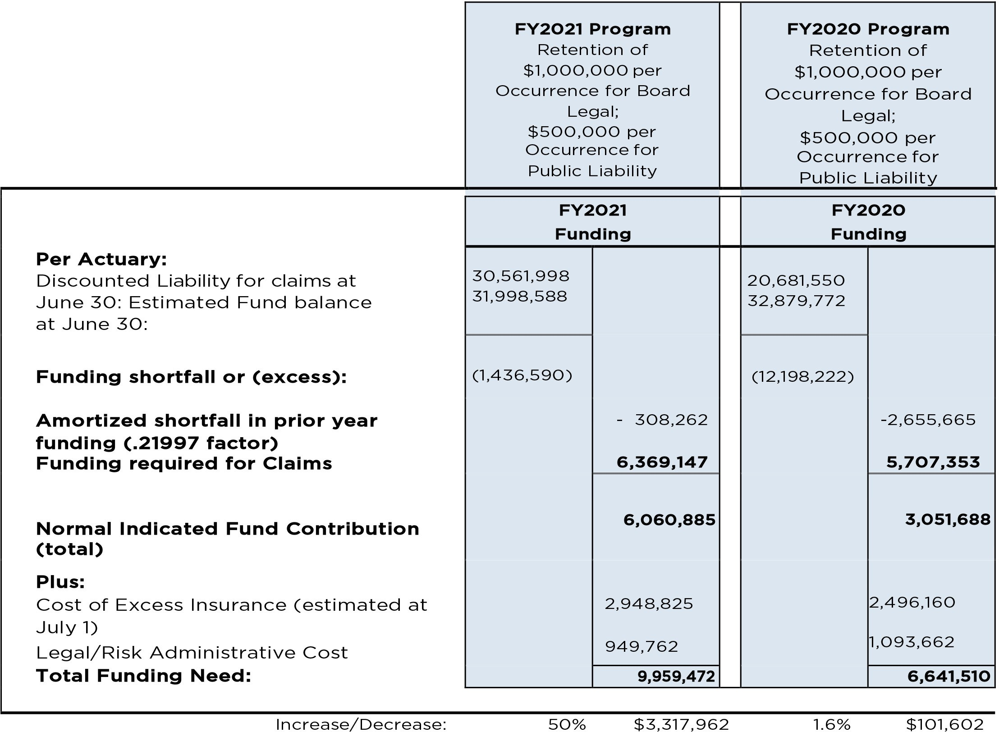 FY2021 Program
Retention of
$1,000,000 per
Occurrence for Board
Legal;
$500,000 per
Occurrence for
Public Liability
FY2020 Program
Retention of
$1,000,000 per
Occurrence for Board
Legal;
$500,000 per
Occurrence for
Public Liability
FY2021
Funding
FY2020
Funding
Per Actuary:
Discounted Liability for claims at
June 30: Estimated Fund balance
at June 30:
30,561,998
31,998,588
20,681,550
32,879,772
Funding shortfall or (excess):
(1,436,590)
(12,198,222)
Amortized shortfall in prior year
funding (.21997 factor)
- 308,262
-2,655,665
Funding required for Claims
6,369,147
5,707,353
Normal Indicated Fund Contribution
(total)
6,060,885
3,051,688
Plus:
Cost of Excess Insurance (estimated at
July 1)
2,948,825
2,496,160
Legal/Risk Administrative Cost
949,762
1,093,662
Total Funding Need:
9,959,472
6,641,510
Increase/Decrease:
50%
$3,317,962
1.6%
$101,602